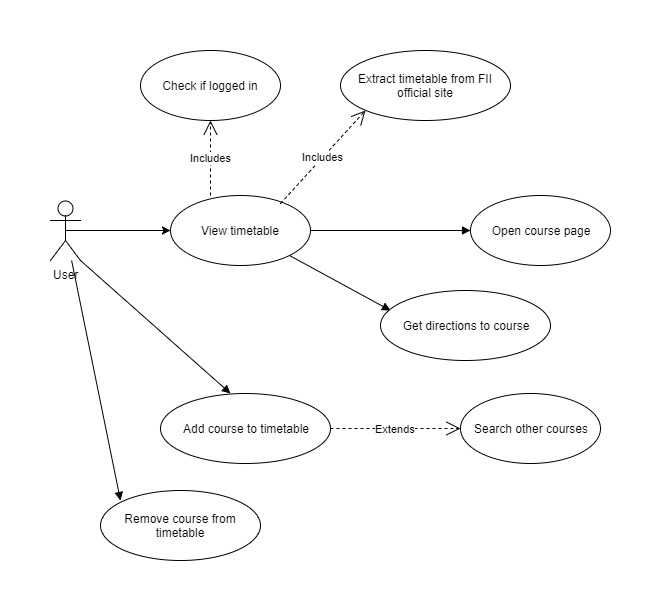 Check if logged in
Extract timetable from FII
official site
Includes
Includes
View timetable
Open course page
User
Get directions to course
Add course to timetable
Extends
Search other courses
Remove course from
timetable